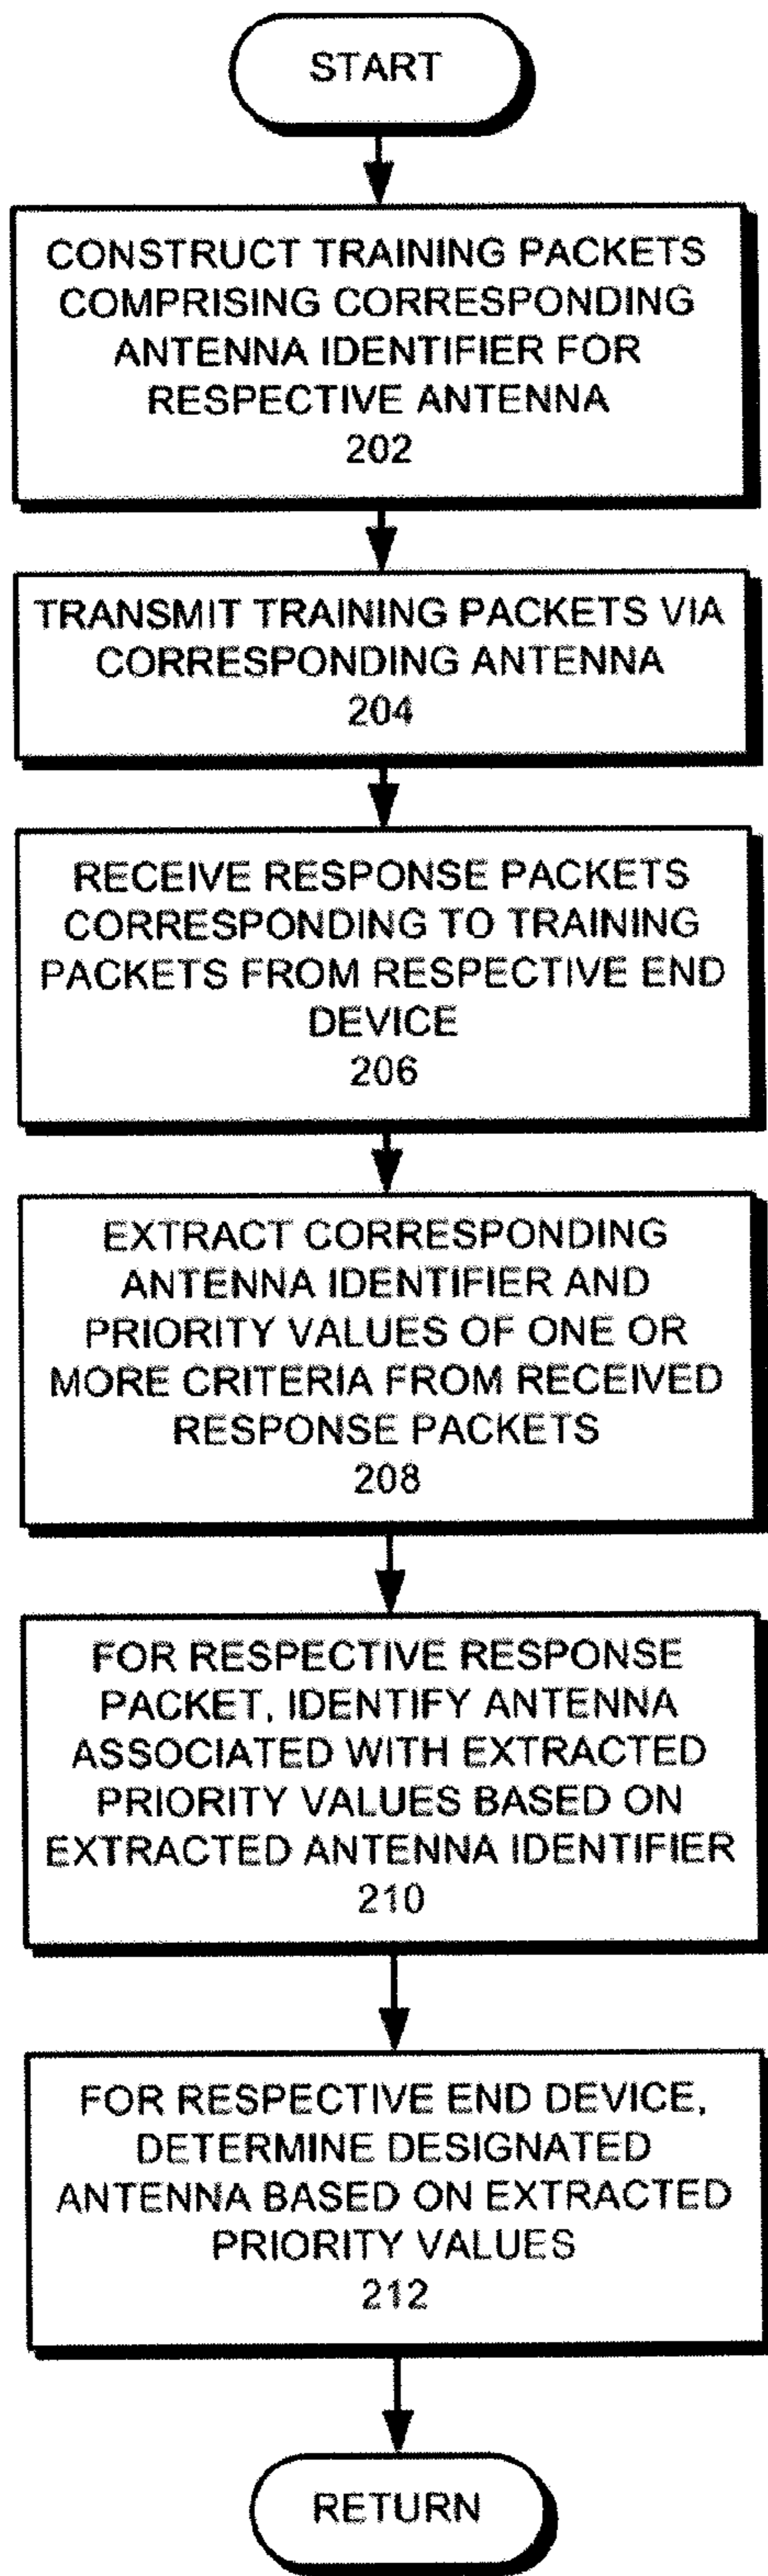 START
CONSTRUCT TRAINING PACKETS
COMPRISING CORRESPONDING
ANTENNA IDENTIFIER FOR
RESPECTIVE ANTENNA
202
TRANSMIT TRAINING PACKETS VIA
CORRESPONDING ANTENNA
204
RECEIVE RESPONSE PACKETS
CORRESPONDING TO TRAINING
PACKETS FROM RESPECTIVE END
DEVICE
206
EXTRACT CORRESPONDING
ANTENNA IDENTIFIER AND
PRIORITY VALUES OF ONE OR
MORE CRITERIA FROM RECEIVED
RESPONSE PACKETS
208
FOR RESPECTIVE RESPONSE
PACKET, IDENTIFY ANTENNA
ASSOCIATED WITH EXTRACTED
PRIORITY VALUES BASED ON
EXTRACTED ANTENNA IDENTIFIER
210
FOR RESPECTIVE END DEVICE,
DETERMINE DESIGNATED
ANTENNA BASED ON EXTRACTED
PRIORITY VALUES
212
RETURN